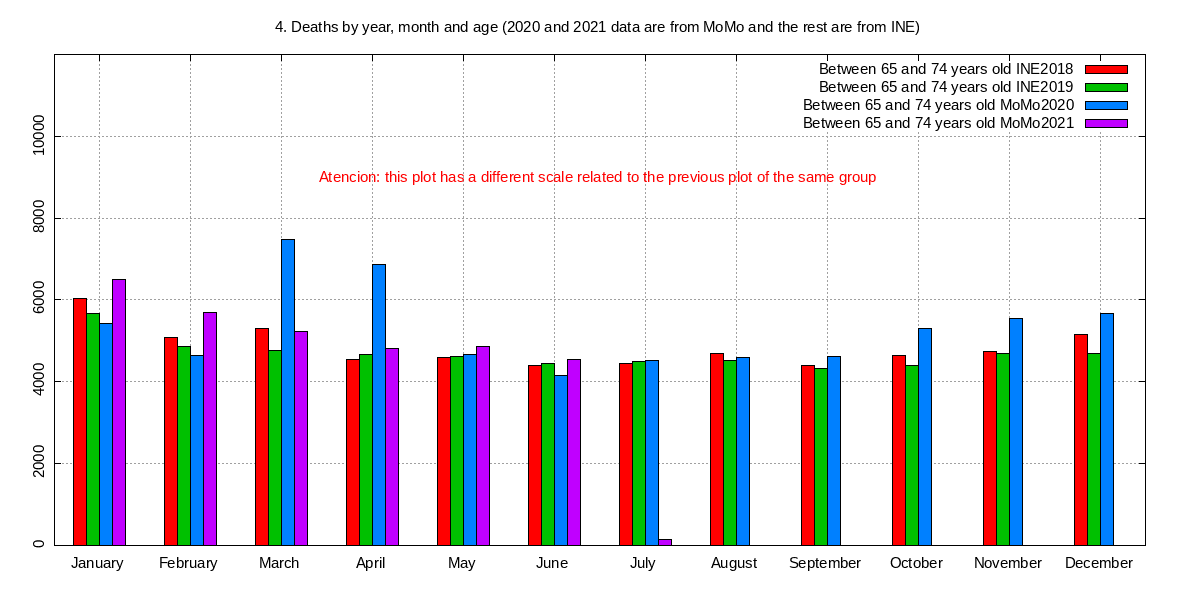 4. Deaths by year, month and age (2020 and 2021 data are from MoMo and the rest are from INE)
Between 65 and 74 years old INE2018
Between 65 and 74 years old INE2019
Between 65 and 74 years old MoMo2020
Between 65 and 74 years old MoMo2021
Atencion: this plot has a different scale related to the previous plot of the same group
10000
8000
6000
4000
2000
0
January February March April May June July August September October November December